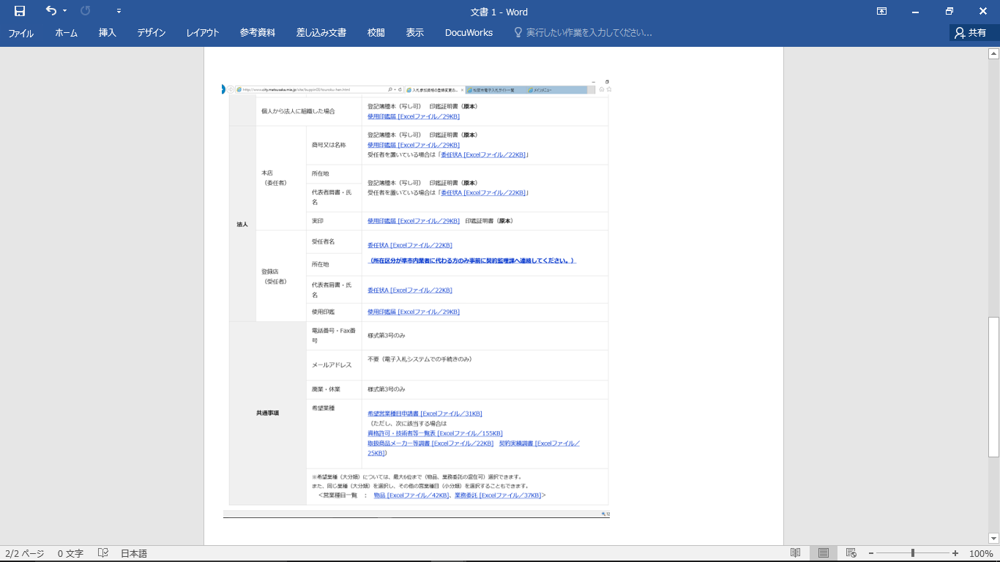 文書 1 - Word
ファイル ホーム 挿入 デザイン レイアウト 参考資料 差し込み文書 校閲 表示 DocuWorks 実行したい作業を入力してください... 共有
入札参加資格の登録変更の... × 松阪市電子入札サイト一覧 メインメニュー
個人から法人に組織した場合
登記簿謄本（写し可） 印鑑証明書（原本）
使用印鑑届 [Excelファイル／29KB]
法人
本店
（委任者）
商号又は名称
登記簿謄本（写し可） 印鑑証明書（原本）
使用印鑑届 [Excelファイル／29KB]
受任者を置いている場合は「委任状A [Excelファイル／22KB]」
所在地
代表者肩書・氏
名
登記簿謄本（写し可） 印鑑証明書（原本）
受任者を置いている場合は「委任状A [Excelファイル／22KB]」
実印
使用印鑑届 [Excelファイル／29KB] 印鑑証明書（原本）
登録店
（受任者）
受任者名
所在地
委任状A [Excelファイル／22KB]
（所在区分が準市内業者に代わる方のみ事前に契約監理課へ連絡してください。）
代表者肩書・氏
名
委任状A [Excelファイル／22KB]
使用印鑑
使用印鑑届 [Excelファイル／29KB]
共通事項
電話番号・Fax番
号
様式第3号のみ
メールアドレス
不要（電子入札システムでの手続きのみ）
廃業・休業
様式第3号のみ
希望業種
希望営業種目申請書 [Excelファイル／31KB]
（ただし、次に該当する場合は
資格許可・技術者等一覧表 [Excelファイル／155KB]
取扱商品メーカー等調書 [Excelファイル／22KB] 契約実績調書 [Excelファイル／
25KB]）
※希望業種（大分類）については、最大6位まで（物品、業務委託の混在可）選択できます。
また、同じ業種（大分類）を選択し、その他の営業種目（小分類）を選択することもできます。
＜営業種目一覧 ： 物品 [Excelファイル／42KB]、業務委託 [Excelファイル／37KB]＞
2/2 ページ 0 文字 日本語 100%